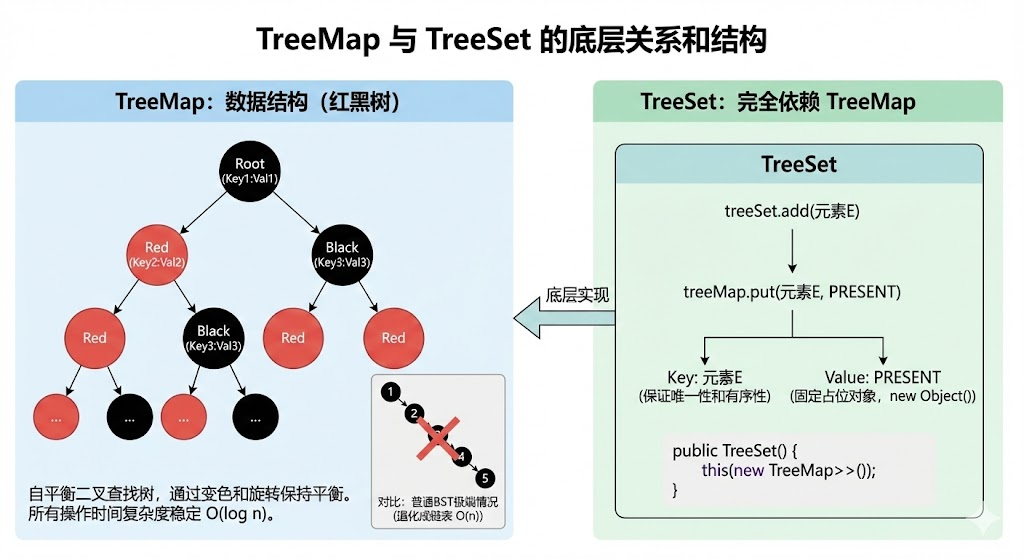 TreeMap 与 TreeSet 的底层关系和结构
TreeMap：数据结构（红黑树）
Root
(Key1:Val1)
Red
(Key2:Val2)
Black
(Key3:Val3)
Red
Black
(Key3:Val3)
Red
Red
...
...
...
...
1
2
4
5
对比：普通BST极端情况
(退化成链表 O(n))
自平衡二叉查找树，通过变色和旋转保持平衡。
所有操作时间复杂度稳定 O(log n)。
底层实现
TreeSet：完全依赖 TreeMap
TreeSet
treeSet.add(元素E)
treeMap.put(元素E, PRESENT)
Key: 元素E
(保证唯一性和有序性)
Value: PRESENT
(固定占位对象，new Object())
public TreeSet() {
this(new TreeMap>>());
}